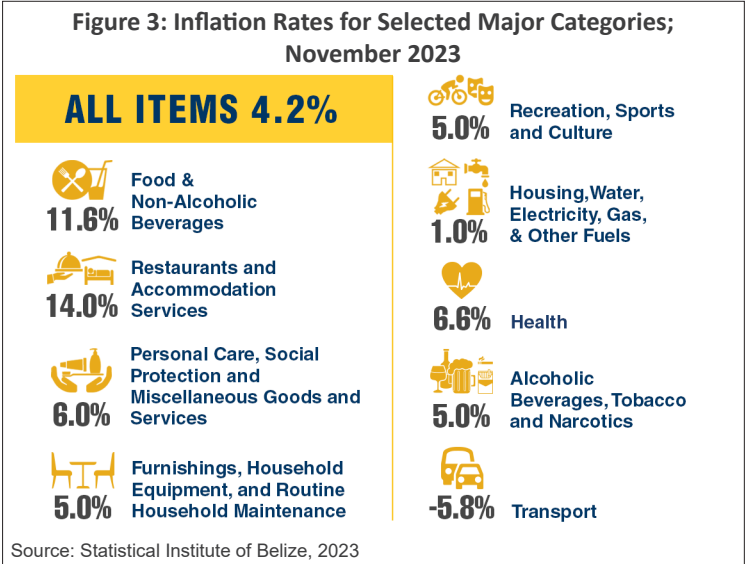 Figure 3: Inflation Rates for Selected Major Categories;
November 2023
ALL ITEMS 4.2%
11.6%
Food &
Non-Alcoholic
Beverages
14.0%
Restaurants and
Accommodation
Services
6.0%
Personal Care, Social
Protection and
Miscellaneous Goods and
Services
5.0%
Furnishings, Household
Equipment, and Routine
Household Maintenance
5.0%
Recreation, Sports
and Culture
1.0%
Housing,Water,
Electricity, Gas,
& Other Fuels
6.6%
Health
5.0%
Alcoholic
Beverages, Tobacco
and Narcotics
-5.8%
Transport
Source: Statistical Institute of Belize, 2023